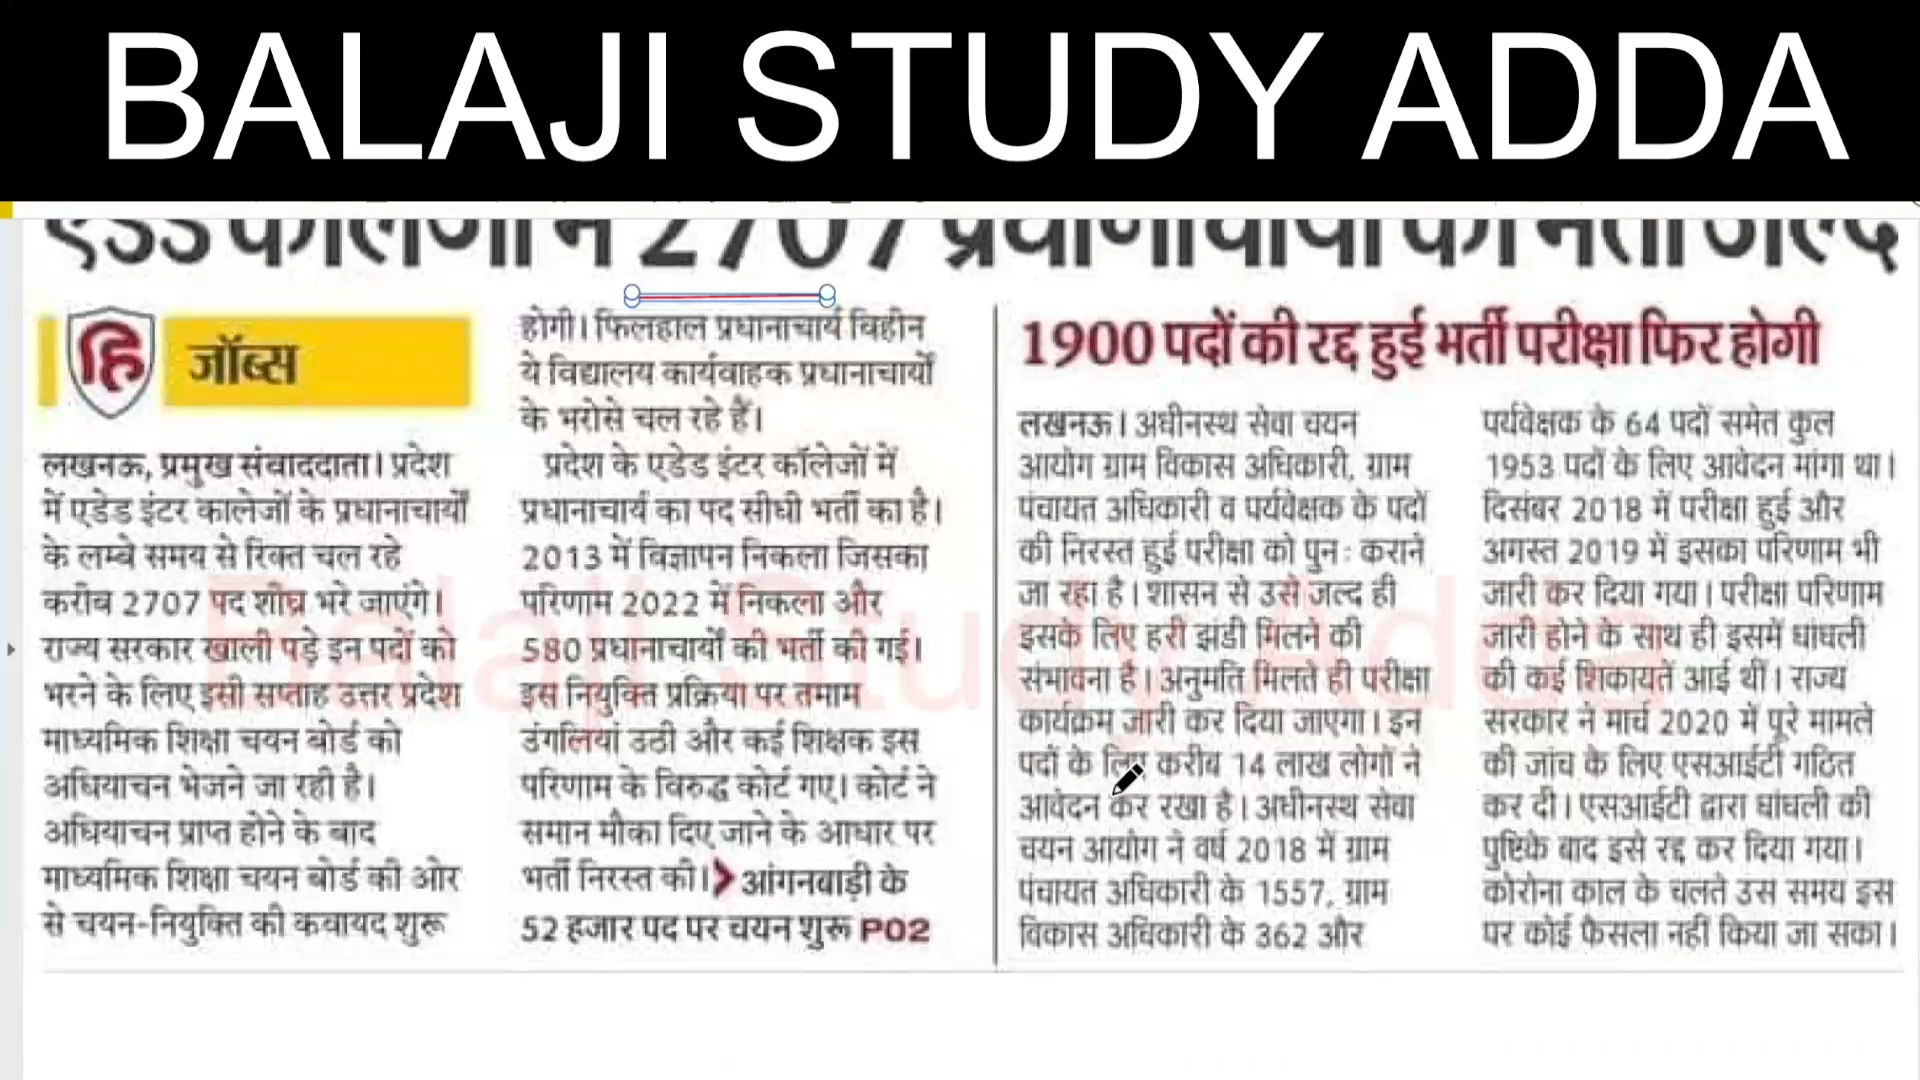 BALAJI STUDY ADDA
एडेड कॉलेजों में 2707 प्रधानाचार्यों की भर्ती जल्द
हि जॉब्स
लखनऊ, प्रमुख संवाददाता। प्रदेश
में एडेड इंटर कालेजों के प्रधानाचार्यों
के लम्बे समय से रिक्त चल रहे
करीब 2707 पद शीघ्र भरे जाएंगे।
राज्य सरकार खाली पड़े इन पदों को
भरने के लिए इसी सप्ताह उत्तर प्रदेश
माध्यमिक शिक्षा चयन बोर्ड को
अधियाचन भेजने जा रही है।
अधियाचन प्राप्त होने के बाद
माध्यमिक शिक्षा चयन बोर्ड की ओर
से चयन-नियुक्ति की कवायद शुरू
होगी। फिलहाल प्रधानाचार्य विहीन
ये विद्यालय कार्यवाहक प्रधानाचार्यों
के भरोसे चल रहे हैं।
प्रदेश के एडेड इंटर कॉलेजों में
प्रधानाचार्य का पद सीधी भर्ती का है।
2013 में विज्ञापन निकला जिसका
परिणाम 2022 में निकला और
580 प्रधानाचार्यों की भर्ती की गई।
इस नियुक्ति प्रक्रिया पर तमाम
उंगलियां उठी और कई शिक्षक इस
परिणाम के विरुद्ध कोर्ट गए। कोर्ट ने
समान मौका दिए जाने के आधार पर
भर्ती निरस्त की। आंगनबाड़ी के
52 हजार पद पर चयन शुरू P02
1900 पदों की रद्द हुई भर्ती परीक्षा फिर होगी
लखनऊ। अधीनस्थ सेवा चयन
आयोग ग्राम विकास अधिकारी, ग्राम
पंचायत अधिकारी व पर्यवेक्षक के पदों
की निरस्त हुई परीक्षा को पुन: कराने
जा रहा है। शासन से उसे जल्द ही
इसके लिए हरी झंडी मिलने की
संभावना है। अनुमति मिलते ही परीक्षा
कार्यक्रम जारी कर दिया जाएगा। इन
पदों के लिए करीब 14 लाख लोगों ने
आवेदन कर रखा है। अधीनस्थ सेवा
चयन आयोग ने वर्ष 2018 में ग्राम
पंचायत अधिकारी के 1557, ग्राम
विकास अधिकारी के 362 और
पर्यवेक्षक के 64 पदों समेत कुल
1953 पदों के लिए आवेदन मांगा था।
दिसंबर 2018 में परीक्षा हुई और
अगस्त 2019 में इसका परिणाम भी
जारी कर दिया गया। परीक्षा परिणाम
जारी होने के साथ ही इसमें धांधली
की कई शिकायतें आई थीं। राज्य
सरकार ने मार्च 2020 में पूरे मामले
की जांच के लिए एसआईटी गठित
कर दी। एसआईटी द्वारा धांधली की
पुष्टि के बाद इसे रद्द कर दिया गया।
कोरोना काल के चलते उस समय इस
पर कोई फैसला नहीं किया जा सका।
Balaji Study Adda